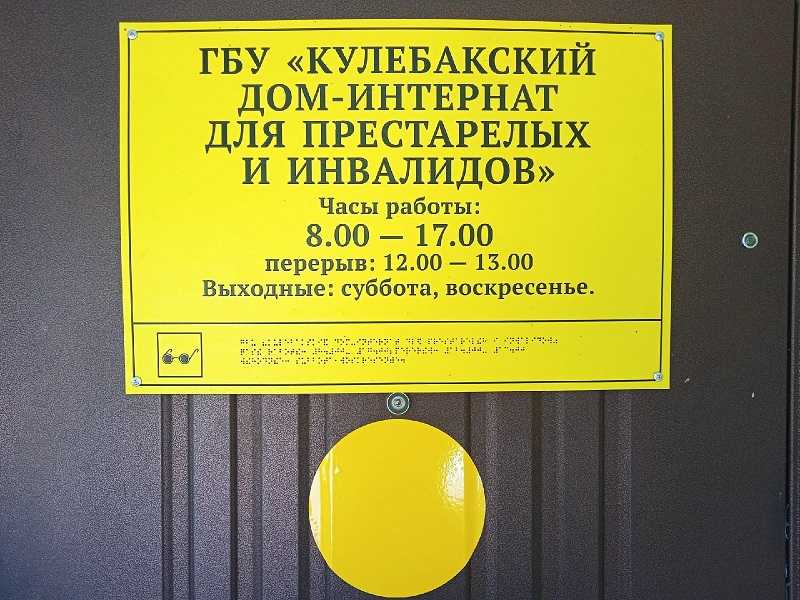 ГБУ «КУЛЕБАКСКИЙ
ДОМ-ИНТЕРНАТ
ДЛЯ ПРЕСТАРЕЛЫХ
И ИНВАЛИДОВ»
Часы работы:
8.00 — 17.00
перерыв: 12.00 — 13.00
Выходные: суббота, воскресенье.